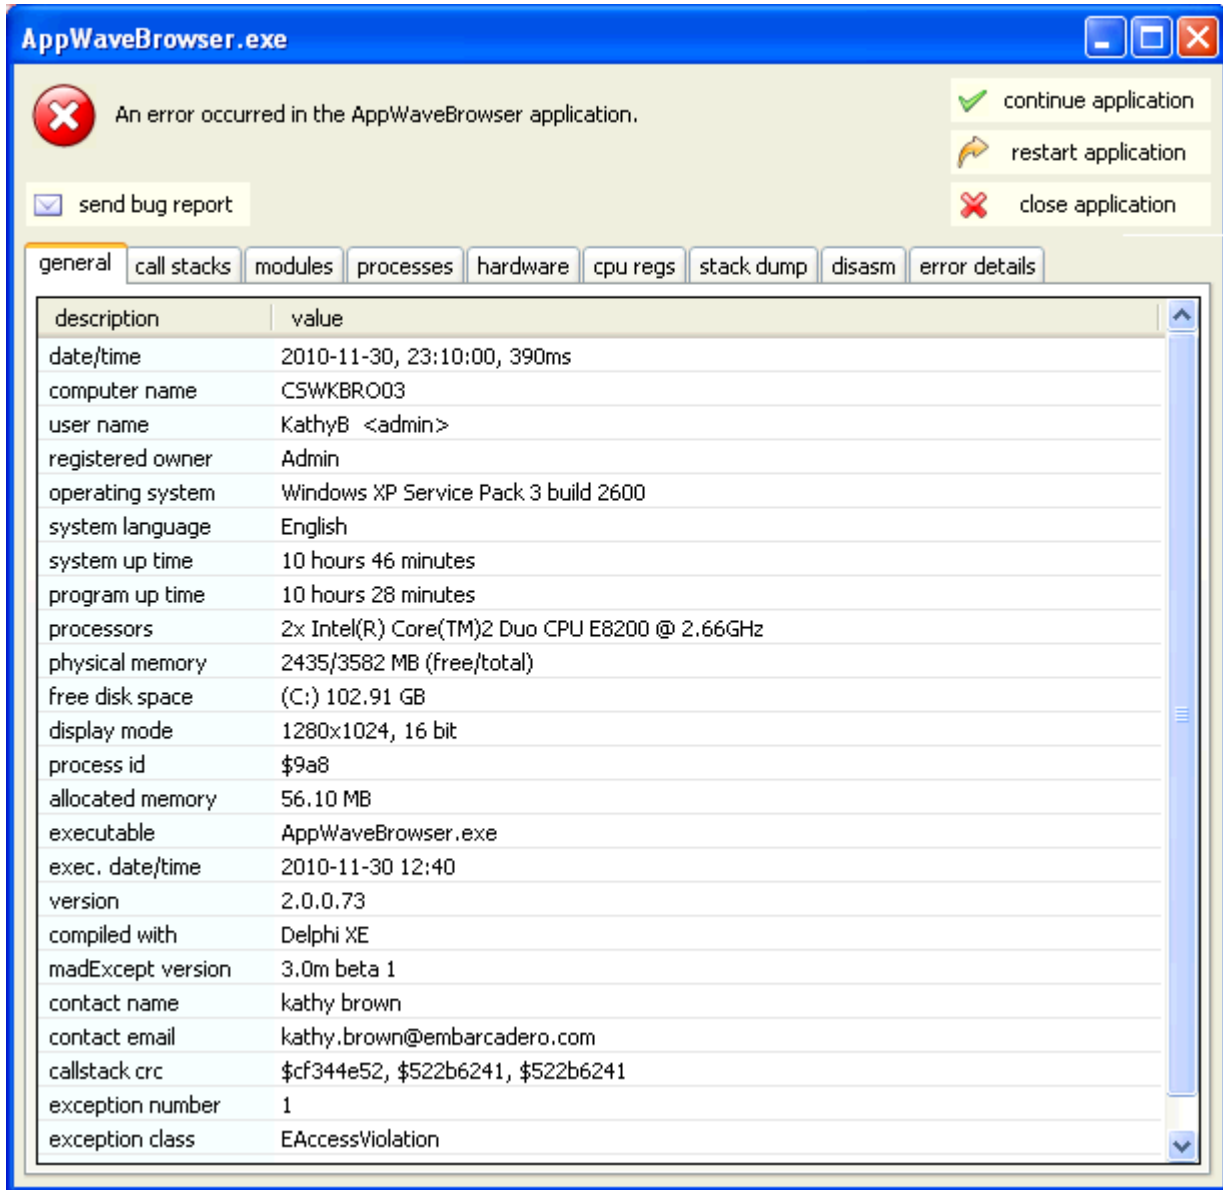 AppWaveBrowser.exe
An error occurred in the AppWaveBrowser application.
continue application
restart application
send bug report
close application
general call stacks modules processes hardware cpu regs stack dump disasm error details
description value
date/time 2010-11-30, 23:10:00, 390ms
computer name CSWKBRO03
user name KathyB <admin>
registered owner Admin
operating system Windows XP Service Pack 3 build 2600
system language English
system up time 10 hours 46 minutes
program up time 10 hours 28 minutes
processors 2x Intel(R) Core(TM)2 Duo CPU E8200 @ 2.66GHz
physical memory 2435/3582 MB (free/total)
free disk space (C:) 102.91 GB
display mode 1280x1024, 16 bit
process id $9a8
allocated memory 56.10 MB
executable AppWaveBrowser.exe
exec. date/time 2010-11-30 12:40
version 2.0.0.73
compiled with Delphi XE
madExcept version 3.0m beta 1
contact name kathy brown
contact email kathy.brown@embarcadero.com
callstack crc $cf344e52, $522b6241, $522b6241
exception number 1
exception class EAccessViolation